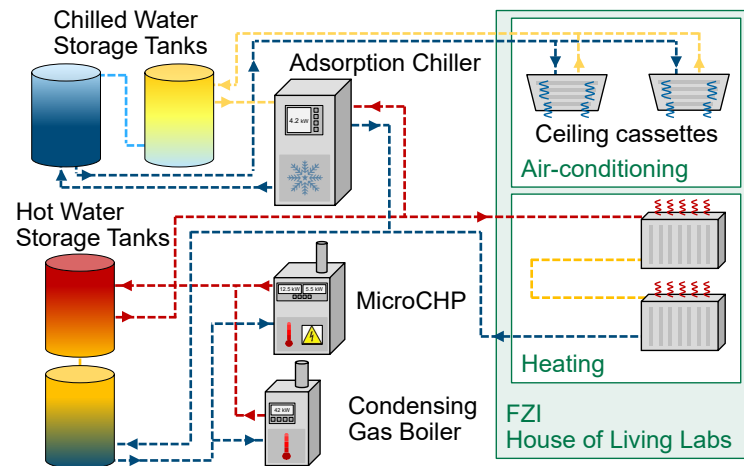 Chilled Water
Storage Tanks
Adsorption Chiller
4.2 kW
Ceiling cassettes
Air-conditioning
Hot Water
Storage Tanks
12.5 kW
5.5 kW
MicroCHP
42 kW
Condensing
Gas Boiler
Heating
FZI
House of Living Labs